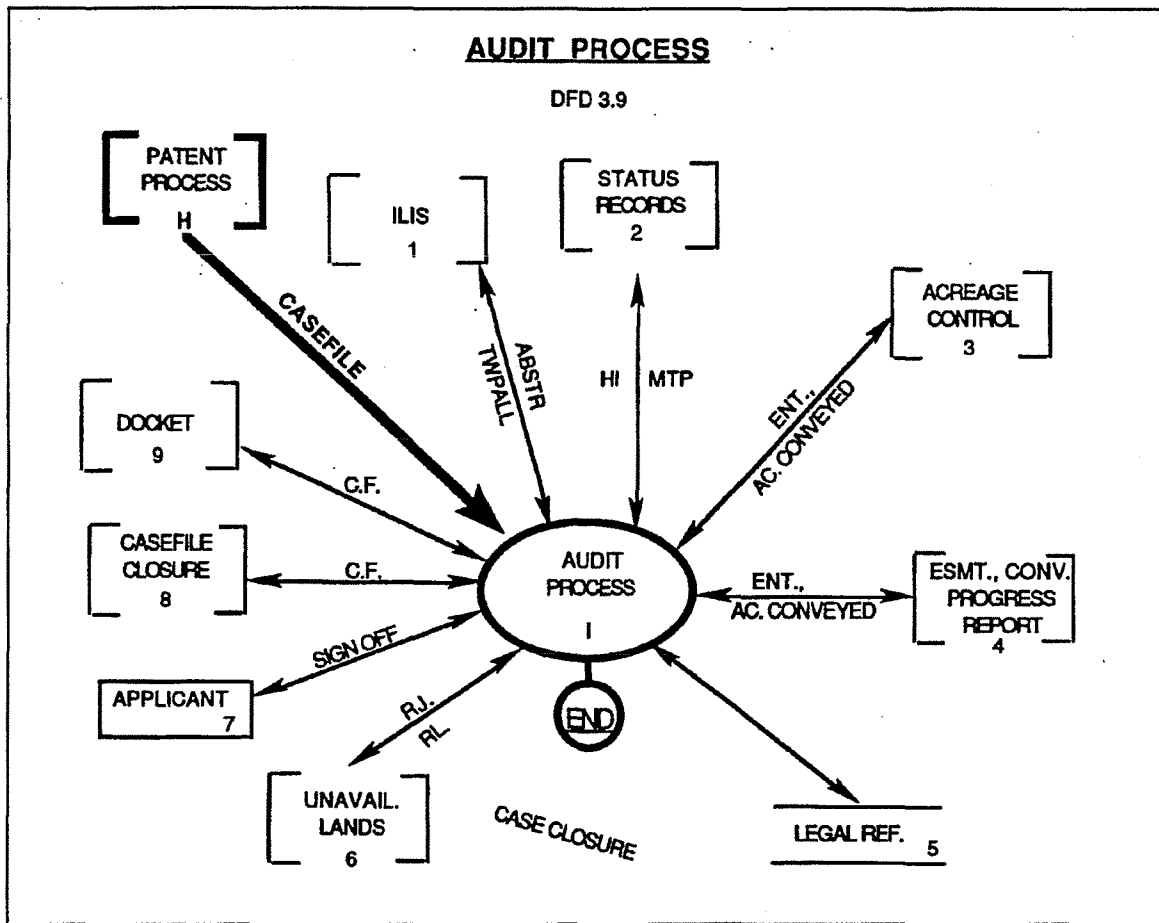 AUDIT PROCESS
DFD 3.9
PATENT
PROCESS
H
ILIS
1
STATUS
RECORDS
2
ACREAGE
CONTROL
3
CASEFILE
ABSTR
TWPALL
HI
MTP
ENT.,
AC. CONVEYED
DOCKET
9
C.F.
CASEFILE
CLOSURE
8
C.F.
AUDIT
PROCESS
I
ENT.,
AC. CONVEYED
ESMT., CONV.
PROGRESS
REPORT
4
SIGN OFF
APPLICANT
7
RJ.
RL.
END
UNAVAIL.
LANDS
6
CASE CLOSURE
LEGAL REF.
5